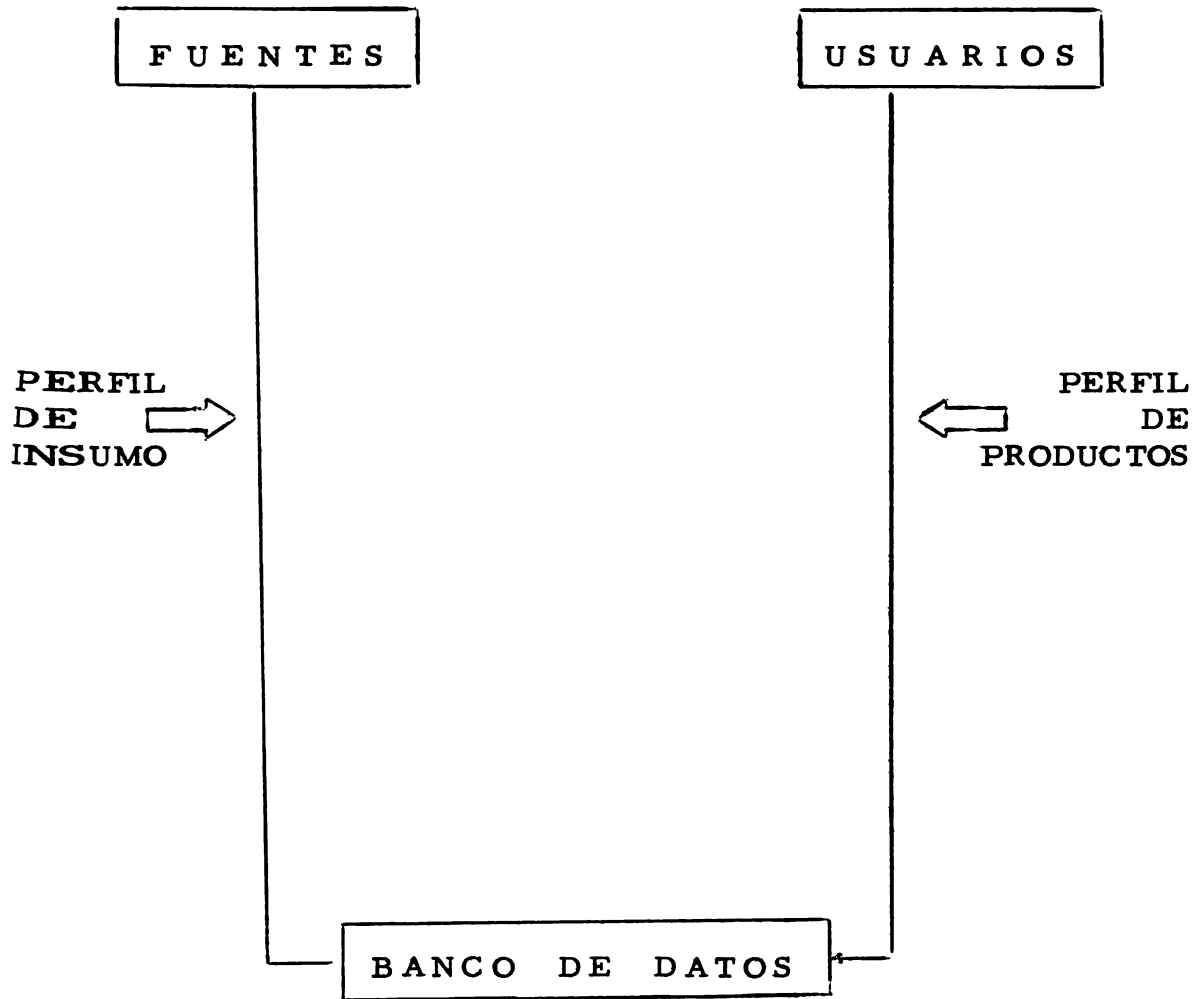 FUENTES
USUARIOS
PERFIL
DE
INSUMO
PERFIL
DE
PRODUCTOS
BANCO DE DATOS